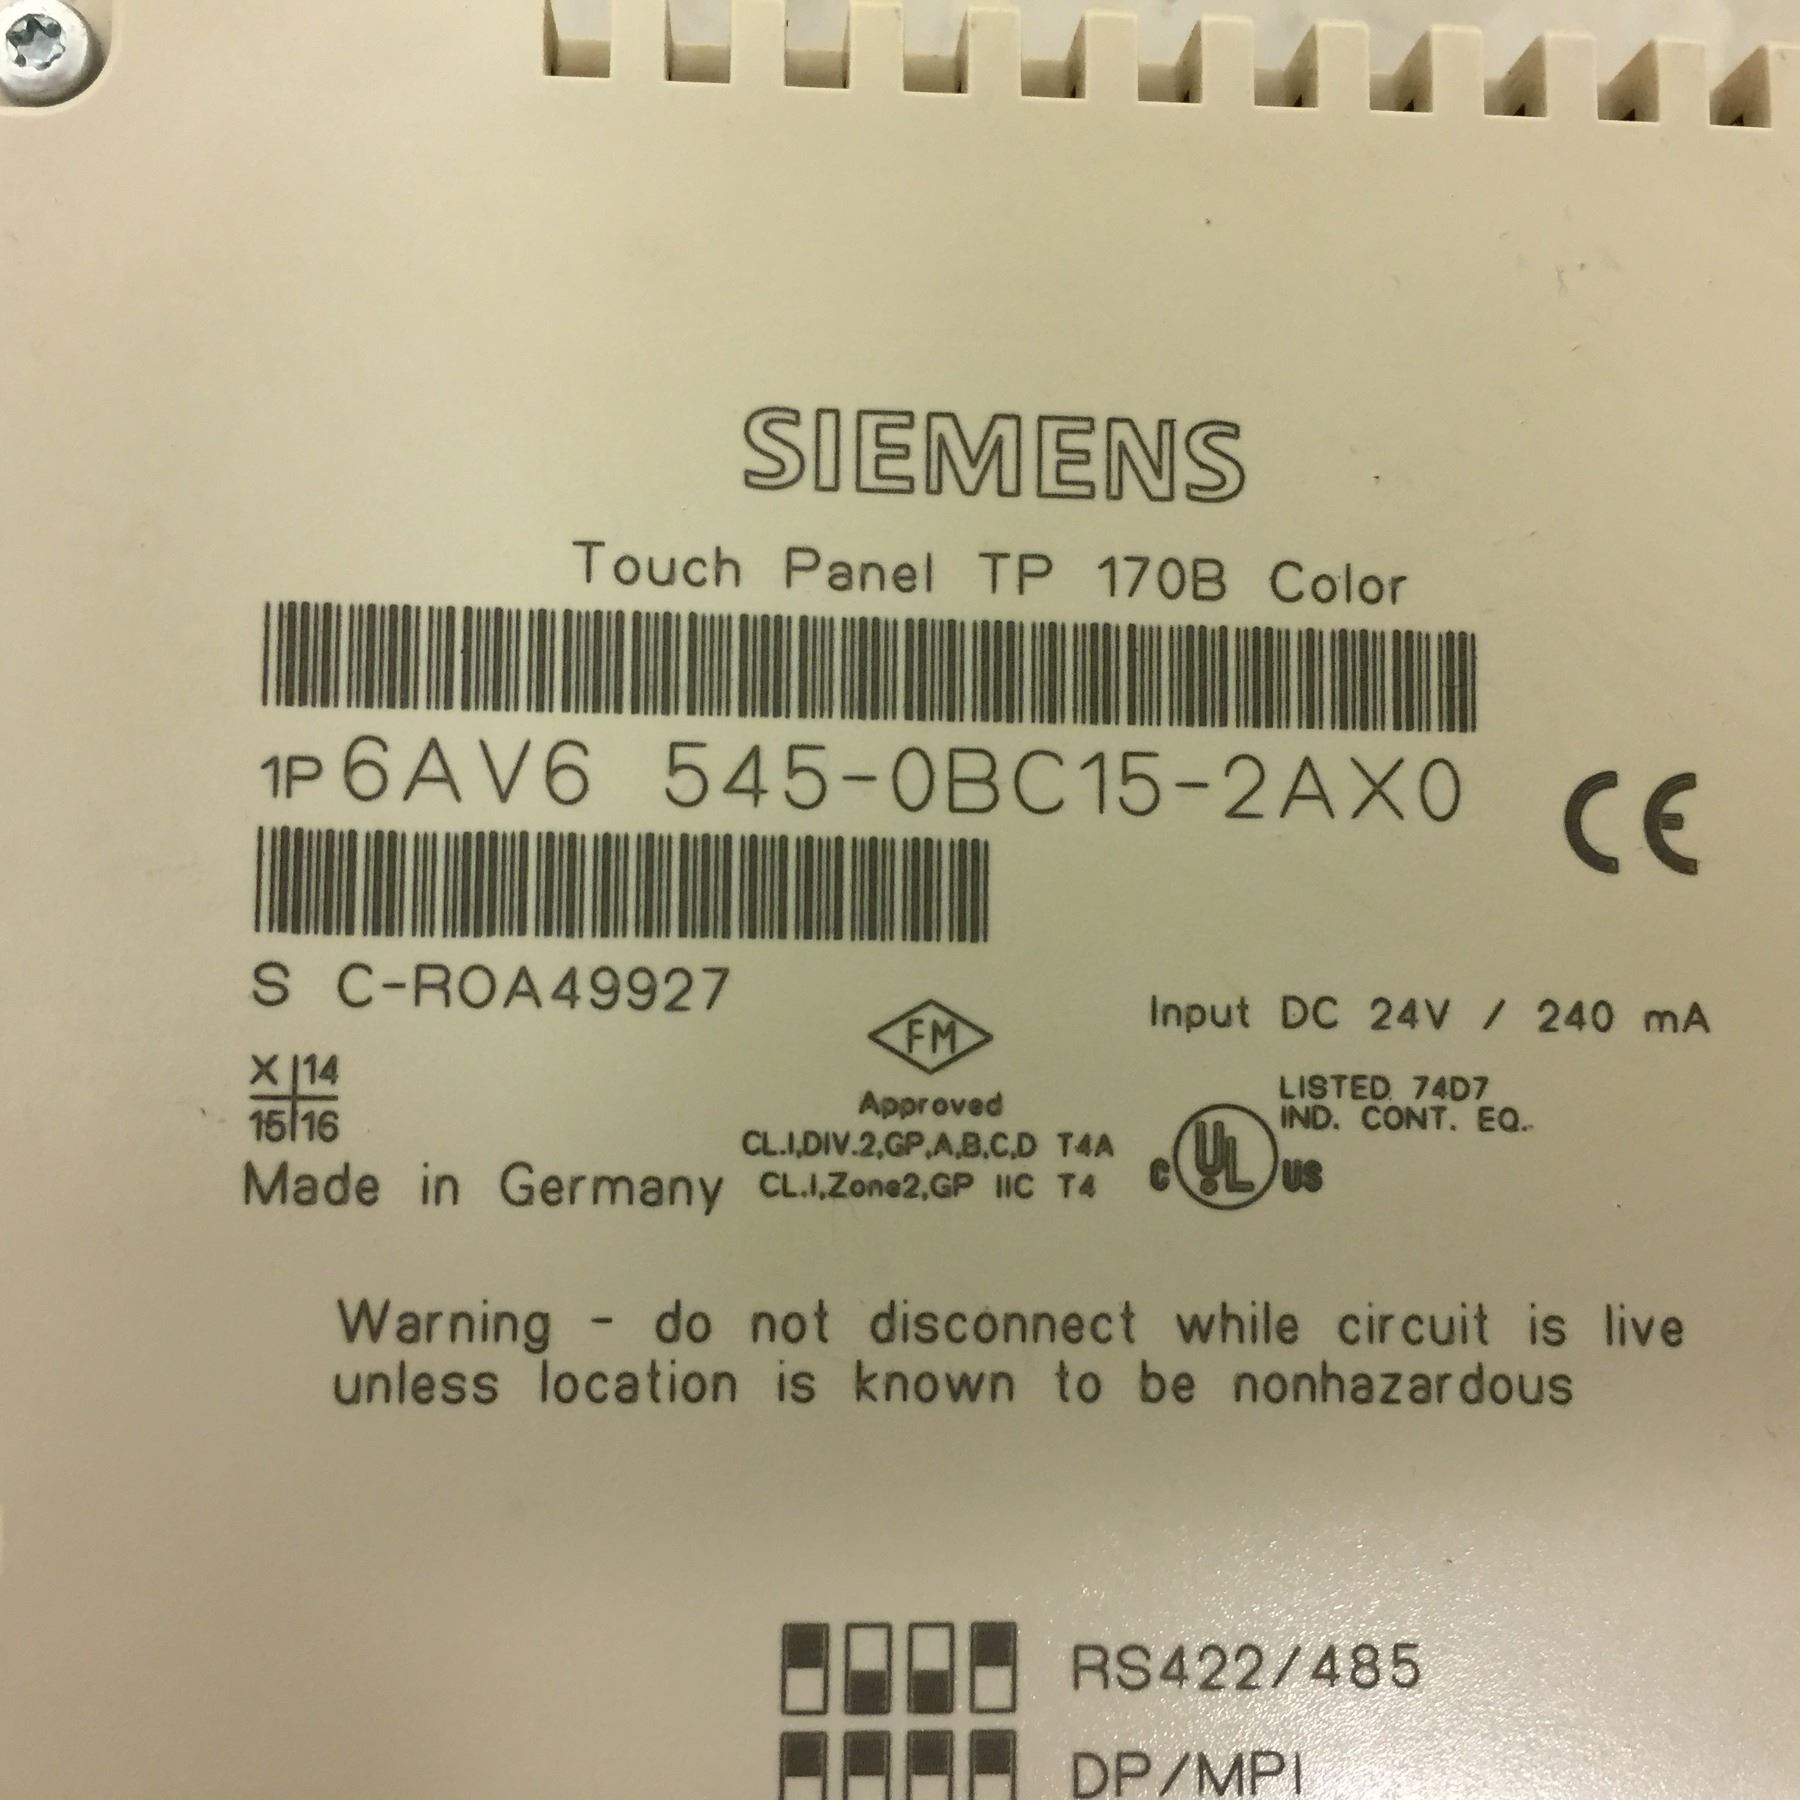 SIEMENS
Touch Panel TP 170B Color
1P 6AV6 545-0BC15-2AX0
CE
S C-ROA49927
Input DC 24V / 240 mA
FM
X 14
15 16
Approved
LISTED 74D7
IND. CONT. EQ.
CL.I,DIV.2,GP,A,B,C,D T4A
C UL US
Made in Germany
CL.I,Zone2,GP IIC T4
Warning - do not disconnect while circuit is live
unless location is known to be nonhazardous
RS422/485
DP/MPI